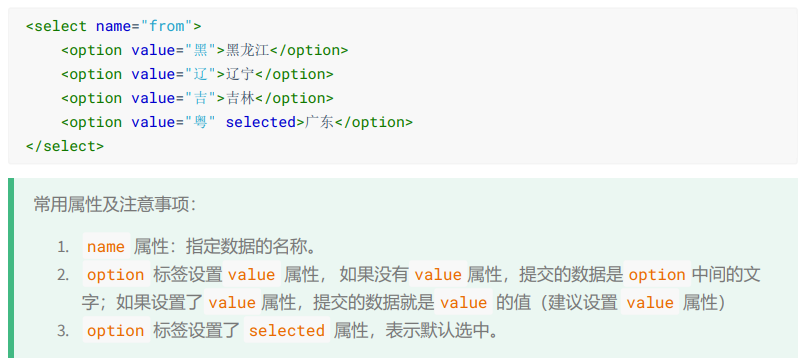 <select name="from">
<option value="黑">黑龙江</option>
<option value="辽">辽宁</option>
<option value="吉">吉林</option>
<option value="粤" selected>广东</option>
</select>
常用属性及注意事项：
1. name 属性：指定数据的名称。
2. option 标签设置 value 属性， 如果没有 value 属性，提交的数据是 option 中间的文
字；如果设置了 value 属性，提交的数据就是 value 的值（建议设置 value 属性）
3. option 标签设置了 selected 属性，表示默认选中。